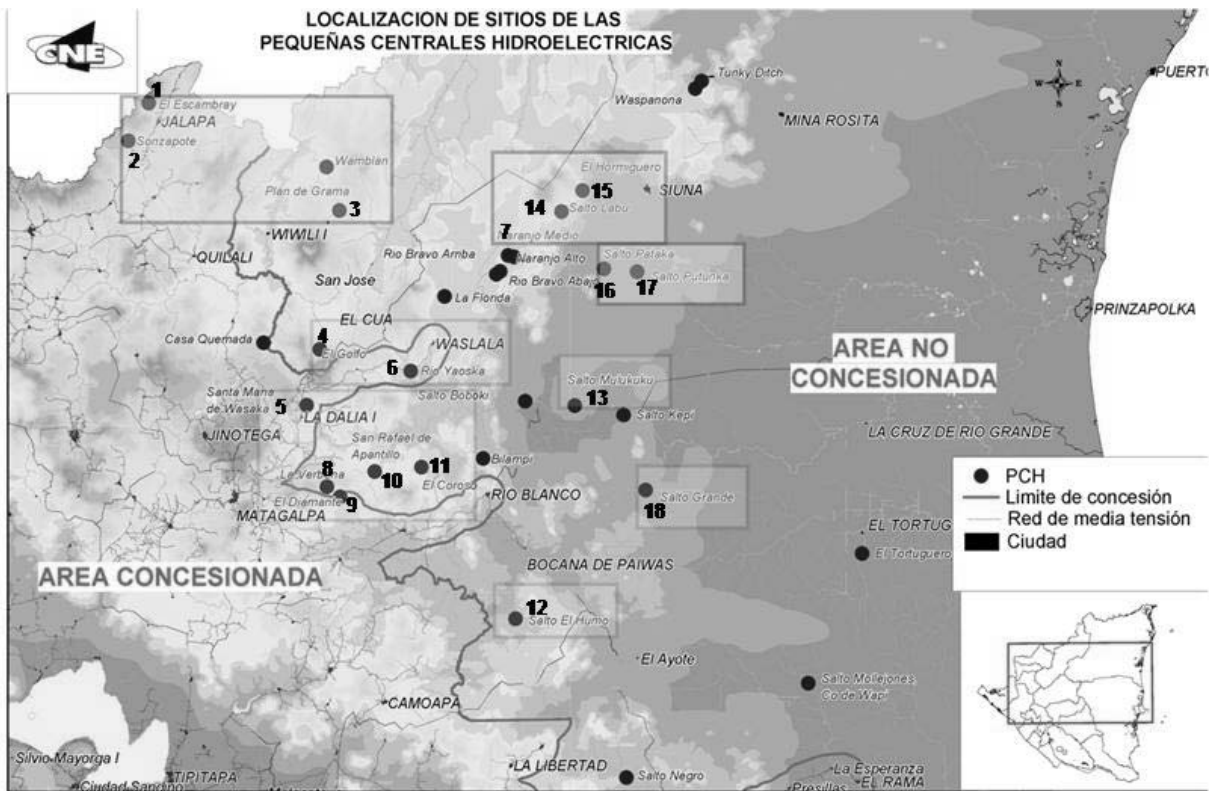 LOCALIZACION DE SITIOS DE LAS
PEQUEÑAS CENTRALES HIDROELECTRICAS
CNE
1
El Escambray
JALAPA
2
Sonzapote
Wamblan
Plan de Grama
3
WIWILI I
QUILALI
San Jose
EL CUA
Tunky Ditch
Waspanona
MINA ROSITA
PUERTO
W E
N
S
El Hormiguero
15
SIUNA
14
Salto Labu
7
Naranjo Medio
Rio Bravo Arriba
Naranjo Alto
Rio Bravo Abajo
La Florida
Salto Pataka
16
17
Salto Putunka
PRINZAPOLKA
Casa Quemada
4
El Golfo
WASLALA
6
Rio Yaoska
AREA NO
CONCESIONADA
Santa Maria
de Wasaka
5
LA DALIA I
JINOTEGA
Salto Boboki
Salto Mulukuku
13
Salto Kepi
LA CRUZ DE RIO GRANDE
San Rafael de
Apantillo
8
10
11
El Coroso
Bilampi
La Verbena
El Diamante
9
MATAGALPA
RIO BLANCO
Salto Grande
18
PCH
Limite de concesión
Red de media tensión
Ciudad
EL TORTUG
El Tortuguero
AREA CONCESIONADA
BOCANA DE PAIWAS
12
Salto El Humo
El Ayote
Salto Mollejones
Co de Wapi
CAMOAPA
Silvio Mayorga I
TIPITAPA
Ciudad Sandino
LA LIBERTAD
Salto Negro
La Esperanza
EL RAMA
Presillas